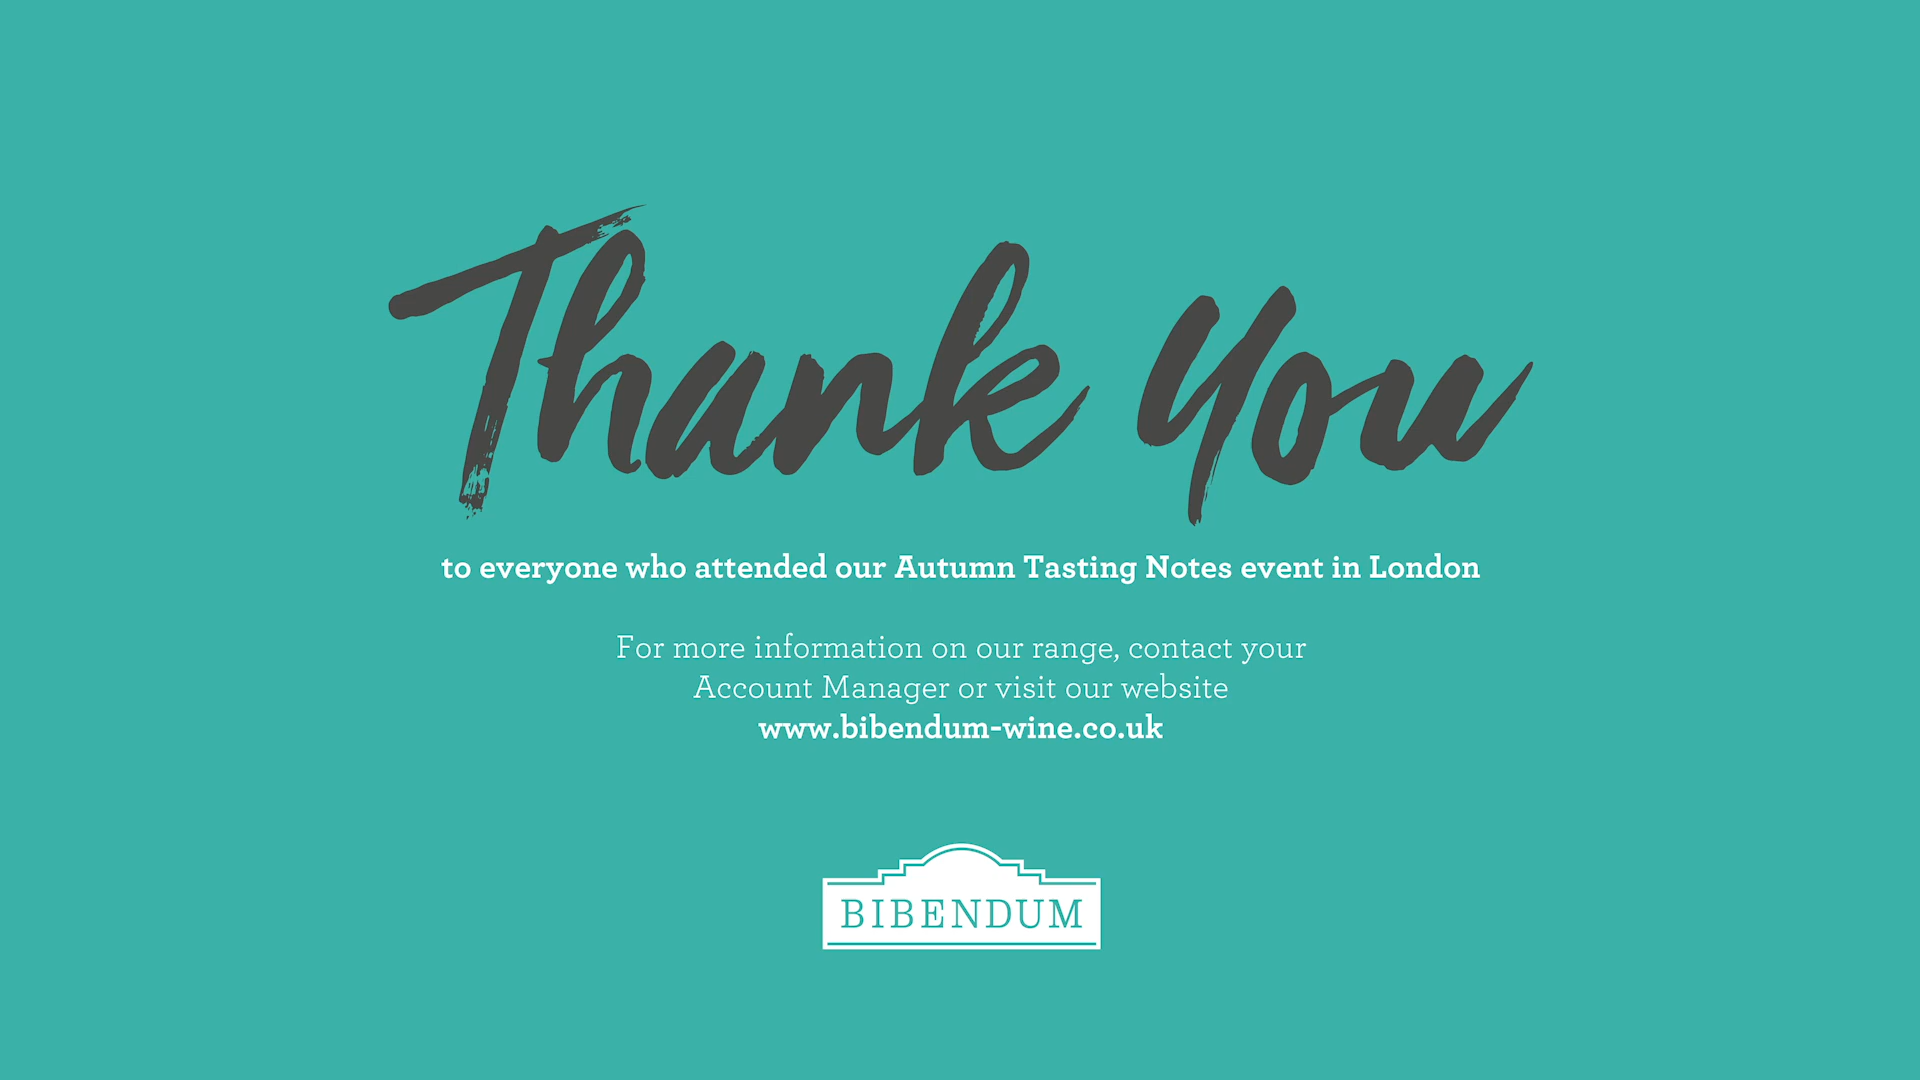 Thank You
to everyone who attended our Autumn Tasting Notes event in London
For more information on our range, contact your
Account Manager or visit our website
www.bibendum-wine.co.uk
BIBENDUM